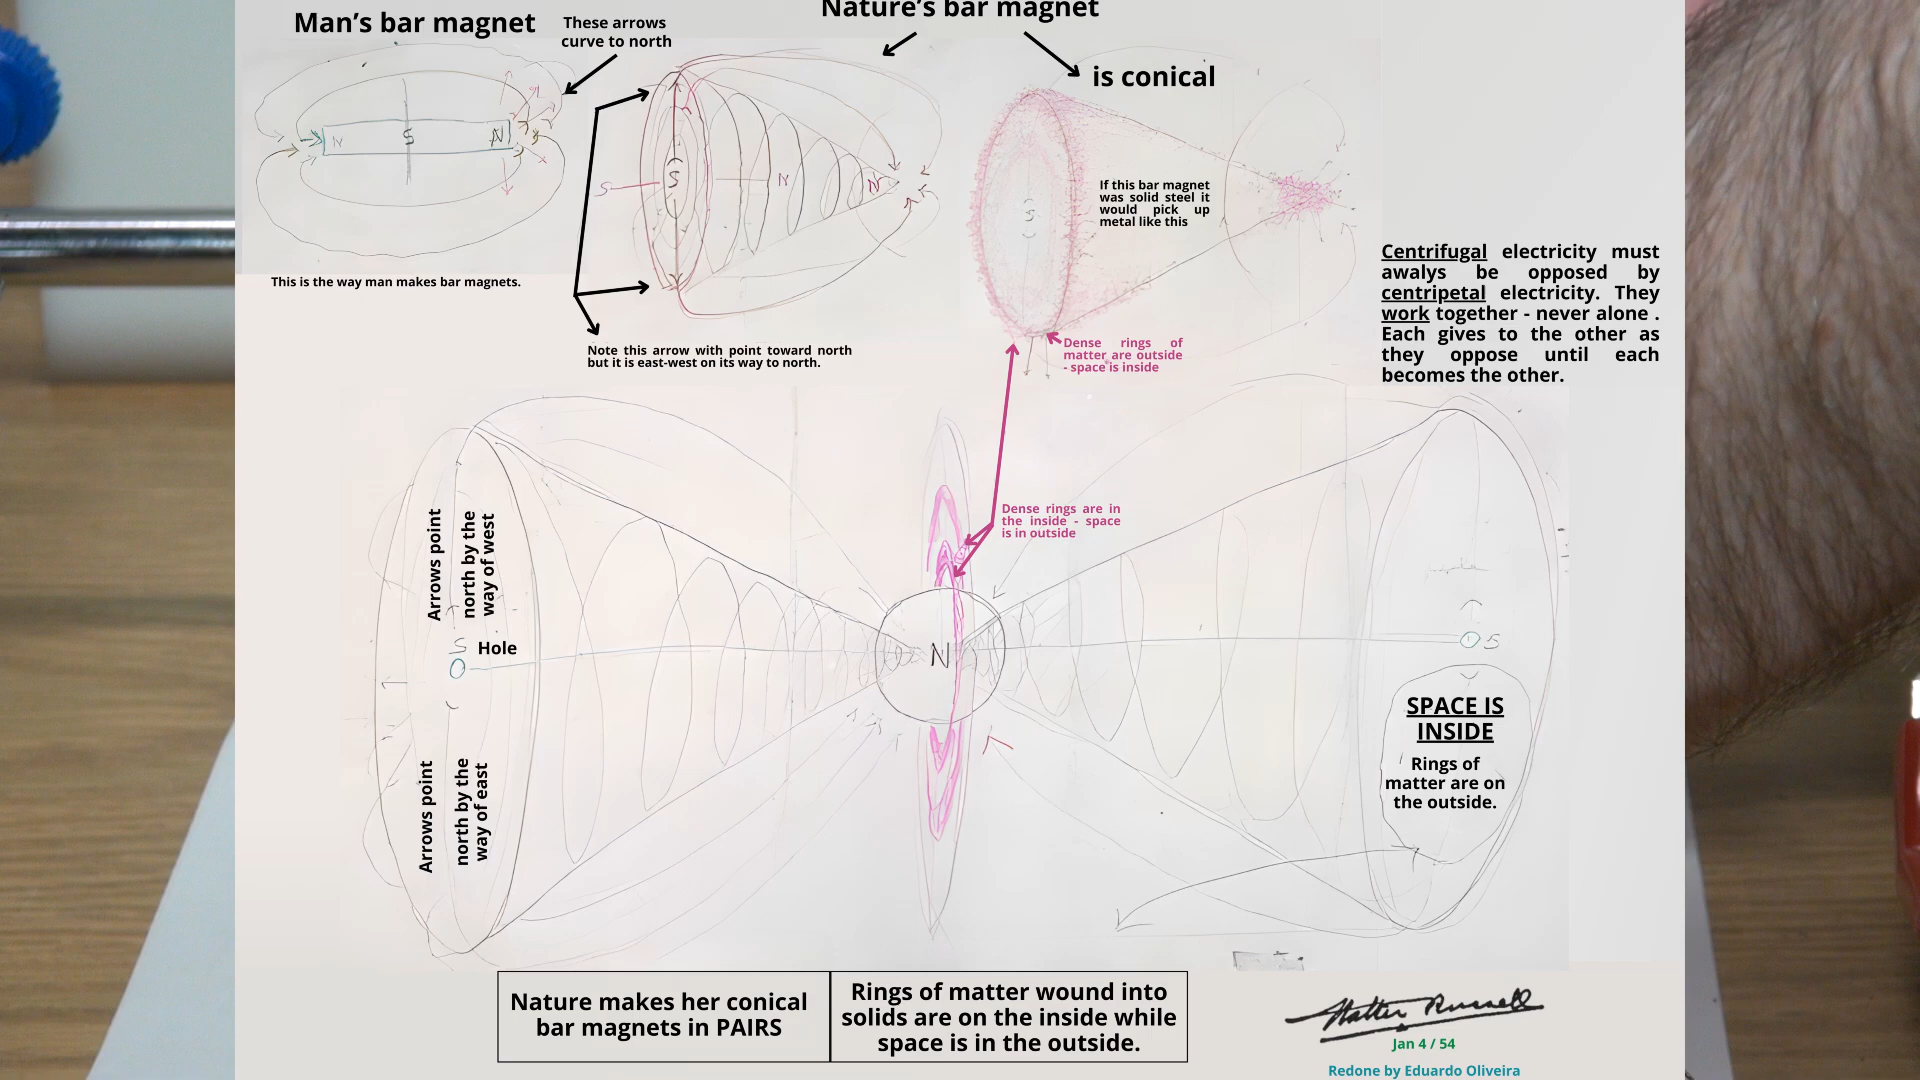 Man's bar magnet
These arrows
curve to north
Nature's bar magnet
is conical
N
S
N
S
S
N
N
S
If this bar magnet
was solid steel it
would pick up
metal like this
This is the way man makes bar magnets.
Note this arrow with point toward north
but it is east-west on its way to north.
Dense rings of
matter are outside
- space is inside
Centrifugal electricity must
awalys be opposed by
centripetal electricity. They
work together - never alone .
Each gives to the other as
they oppose until each
becomes the other.
Dense rings are in
the inside - space
is in outside
Arrows point
north by the
way of west
S
Hole
N
S
Arrows point
north by the
way of east
SPACE IS
INSIDE
Rings of
matter are on
the outside.
Nature makes her conical
bar magnets in PAIRS
Rings of matter wound into
solids are on the inside while
space is in the outside.
Walter Russell
Jan 4 / 54
Redone by Eduardo Oliveira